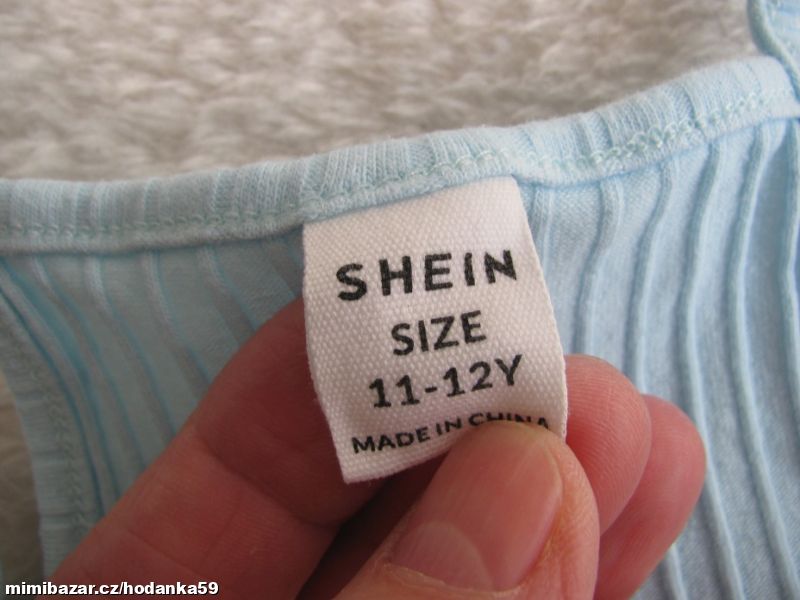 SHEIN
SIZE
11-12Y
MADE IN CHINA
mimibazar.cz/hodanka59